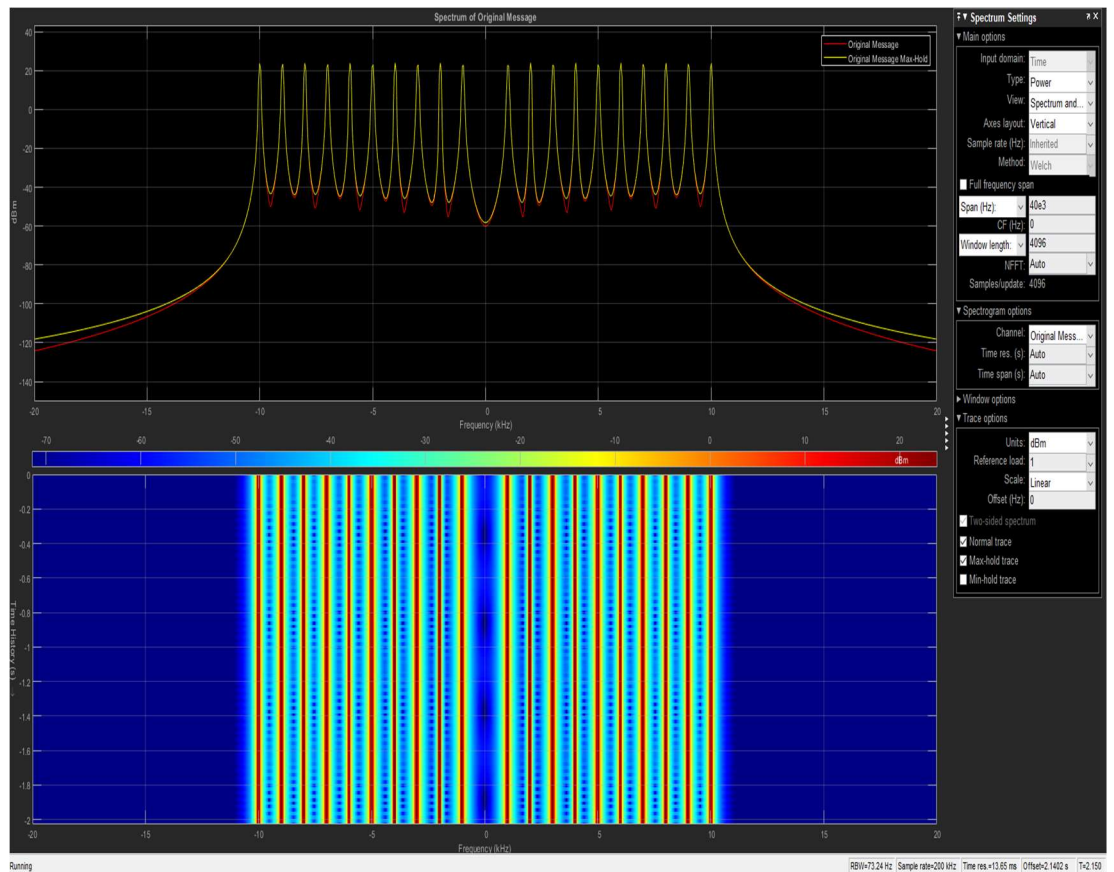 Spectrum of Original Message
40
20
0
-20
-40
-60
-80
-100
-120
-140
dBm
Original Message
Original Message Max-Hold
-20 -15 -10 -5 0 5 10 15 20
Frequency (kHz)
-70 -60 -50 -40 -30 -20 -10 0 10 20
dBm
0
-0.2
-0.4
-0.6
-0.8
-1
-1.2
-1.4
-1.6
-1.8
-2
Time History (s)
-20 -15 -10 -5 0 5 10 15 20
Frequency (kHz)
Spectrum Settings
Main options
Input domain: Time
Type: Power
View: Spectrum and...
Axes layout: Vertical
Sample rate (Hz): Inherited
Method: Welch
Full frequency span
Span (Hz): 40e3
CF (Hz): 0
Window length: 4096
NFFT: Auto
Samples/update: 4096
Spectrogram options
Channel: Original Mess...
Time res. (s): Auto
Time span (s): Auto
Window options
Trace options
Units: dBm
Reference load: 1
Scale: Linear
Offset (Hz): 0
Two-sided spectrum
Normal trace
Max-hold trace
Min-hold trace
Running
RBW=73.24 Hz Sample rate=200 kHz Time res.=13.65 ms Offset=2.1402 s T=2.150